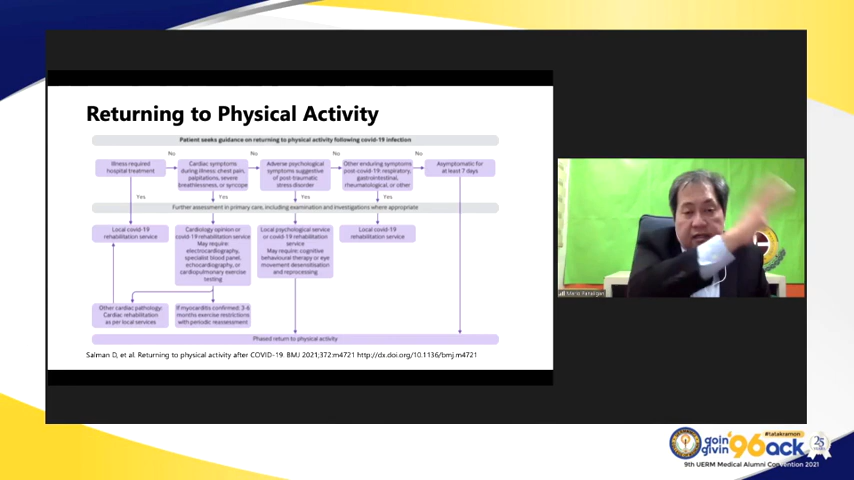 Returning to Physical Activity
Patient seeks guidance on returning to physical activity following covid-19 infection
Illness required
hospital treatment
No
Cardiac symptoms
during illness: chest pain,
palpitations, severe
breathlessness, or syncope
No
Adverse psychological
symptoms suggestive
of post-traumatic
stress disorder
No
Other enduring symptoms
post-covid-19: respiratory,
gastrointestinal,
rheumatological, or other
No
Asymptomatic for
at least 7 days
Yes
Yes
Yes
Yes
Further assessment in primary care, including examination and investigations where appropriate
Local covid-19
rehabilitation service
Cardiology opinion or
covid-19 rehabilitation service
May require:
electrocardiography,
specialist blood panel,
echocardiography, or
cardiopulmonary exercise
testing
Local psychological service
or covid-19 rehabilitation
service
May require: cognitive
behavioural therapy or eye
movement desensitisation
and reprocessing
Local covid-19
rehabilitation service
Other cardiac pathology:
Cardiac rehabilitation
as per local services
If myocarditis confirmed: 3-6
months exercise restrictions
with periodic reassessment
Phased return to physical activity
Salman D, et al. Returning to physical activity after COVID-19. BMJ 2021;372:m4721 http://dx.doi.org/10.1136/bmj.m4721
#tatakramon
goin' '96 ack
givin'
25
YEARS
9th UERM Medical Alumni Convention 2021